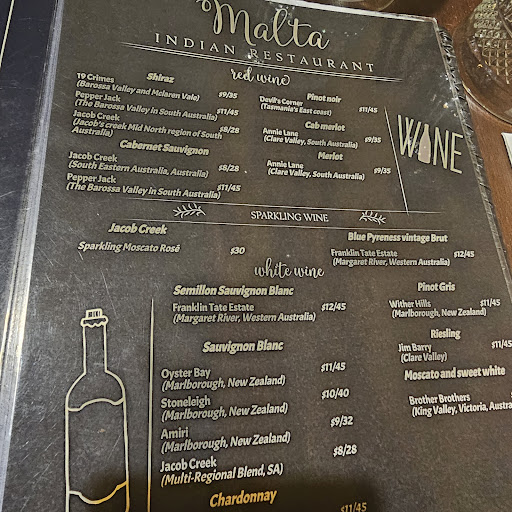 Malta
INDIAN RESTAURANT
red wine
Shiraz
19 Crimes $9/35
(Barossa Valley and Mclaren Vale)
Pepper Jack $11/45
(The Barossa Valley in South Australia)
Jacob Creek $8/28
(Jacob's creek Mid North region of South
Australia)
Cabernet Sauvignon
Jacob Creek $8/28
(South Eastern Australia, Australia)
Pepper Jack $11/45
(The Barossa Valley in South Australia)
Pinot noir
Devil's Corner $11/45
(Tasmania's East coast)
Cab merlot
Annie Lane $9/35
(Clare Valley, South Australia)
Merlot
Annie Lane $9/35
(Clare Valley, South Australia)
WINE
SPARKLING WINE
Jacob Creek
Sparkling Moscato Rosé $30
Blue Pyreness vintage Brut
Franklin Tate Estate $12/45
(Margaret River, Western Australia)
white wine
Semillon Sauvignon Blanc
Franklin Tate Estate $12/45
(Margaret River, Western Australia)
Sauvignon Blanc
Oyster Bay $11/45
(Marlborough, New Zealand)
Stoneleigh $10/40
(Marlborough, New Zealand)
Amiri $9/32
(Marlborough, New Zealand)
Jacob Creek $8/28
(Multi-Regional Blend, SA)
Chardonnay
$11/45
Pinot Gris
Wither Hills $11/45
(Marlborough, New Zealand)
Riesling
Jim Barry $11/45
(Clare Valley)
Moscato and sweet white
Brother Brothers
(King Valley, Victoria, Austra